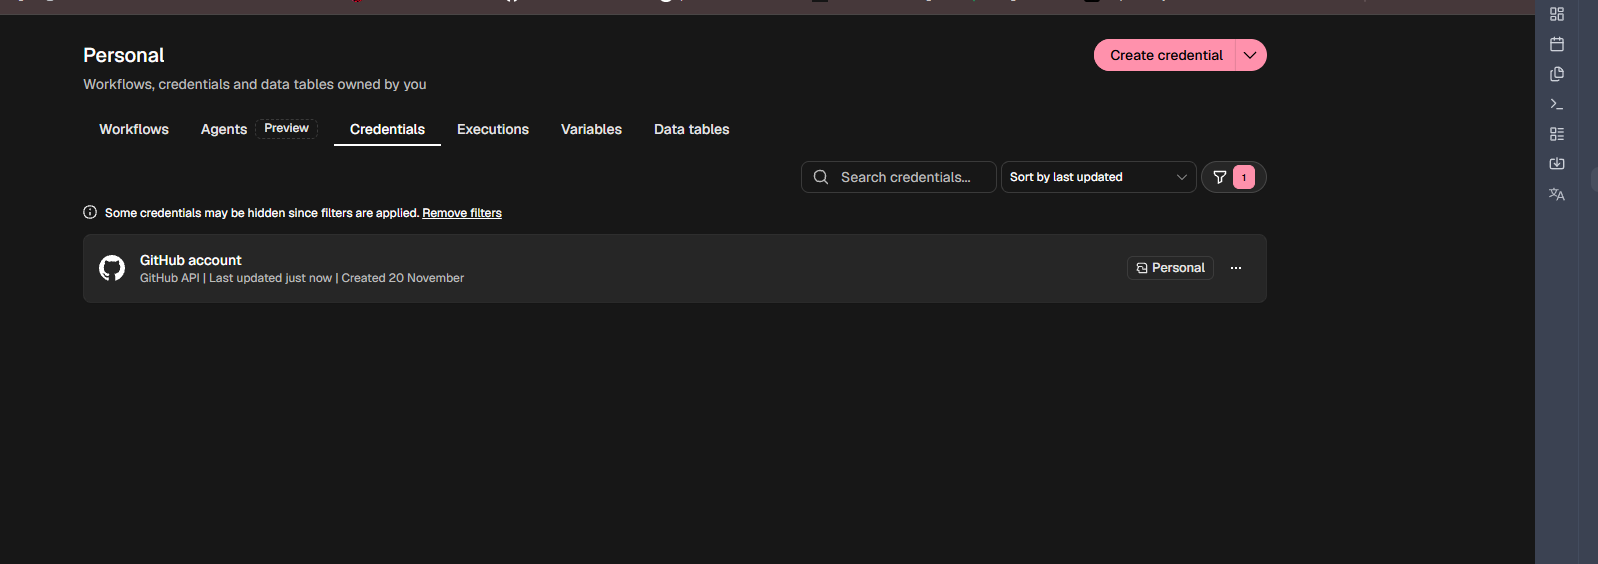 Personal
Create credential
Workflows, credentials and data tables owned by you
Workflows Agents Preview Credentials Executions Variables Data tables
Search credentials... Sort by last updated 1
Some credentials may be hidden since filters are applied. Remove filters
GitHub account
GitHub API | Last updated just now | Created 20 November
Personal